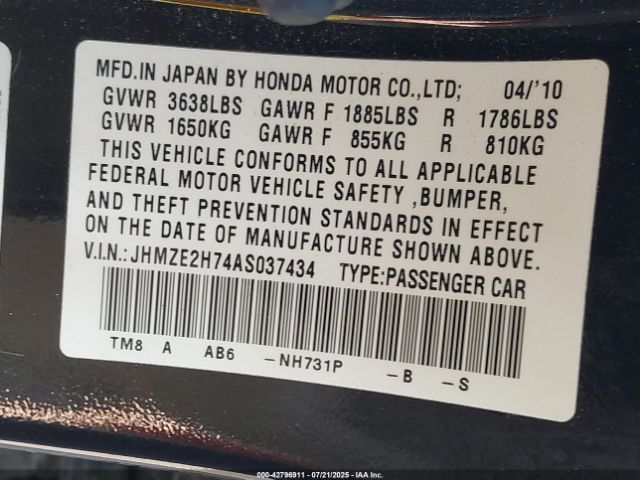 MFD.IN JAPAN BY HONDA MOTOR CO.,LTD; 04/'10
GVWR 3638LBS GAWR F 1885LBS R 1786LBS
GVWR 1650KG GAWR F 855KG R 810KG
THIS VEHICLE CONFORMS TO ALL APPLICABLE
FEDERAL MOTOR VEHICLE SAFETY ,BUMPER,
AND THEFT PREVENTION STANDARDS IN EFFECT
ON THE DATE OF MANUFACTURE SHOWN ABOVE.
V.I.N.:JHMZE2H74AS037434 TYPE:PASSENGER CAR
TM8 A AB6 -NH731P -B -S
000-42796911 - 07/21/2025 - IAA Inc.